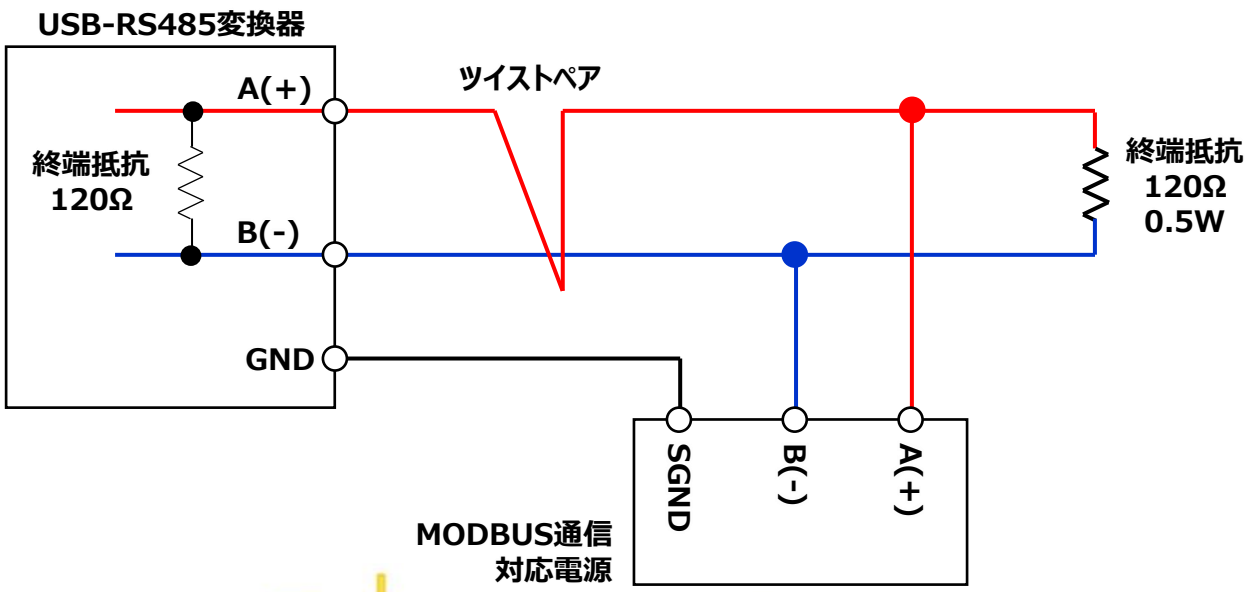 USB-RS485変換器
A(+)
ツイストペア
終端抵抗
120Ω
終端抵抗
120Ω
0.5W
B(-)
GND
SGND
B(-)
A(+)
MODBUS通信
対応電源